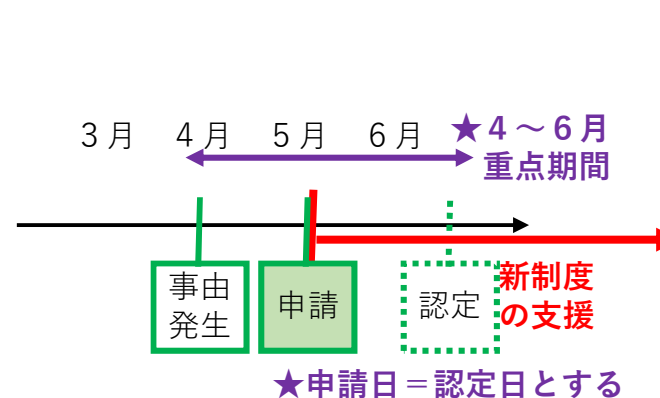 3月 4月 5月 6月 ★4～6月
重点期間
事由
発生
申請
認定
新制度
の支援
★申請日＝認定日とする